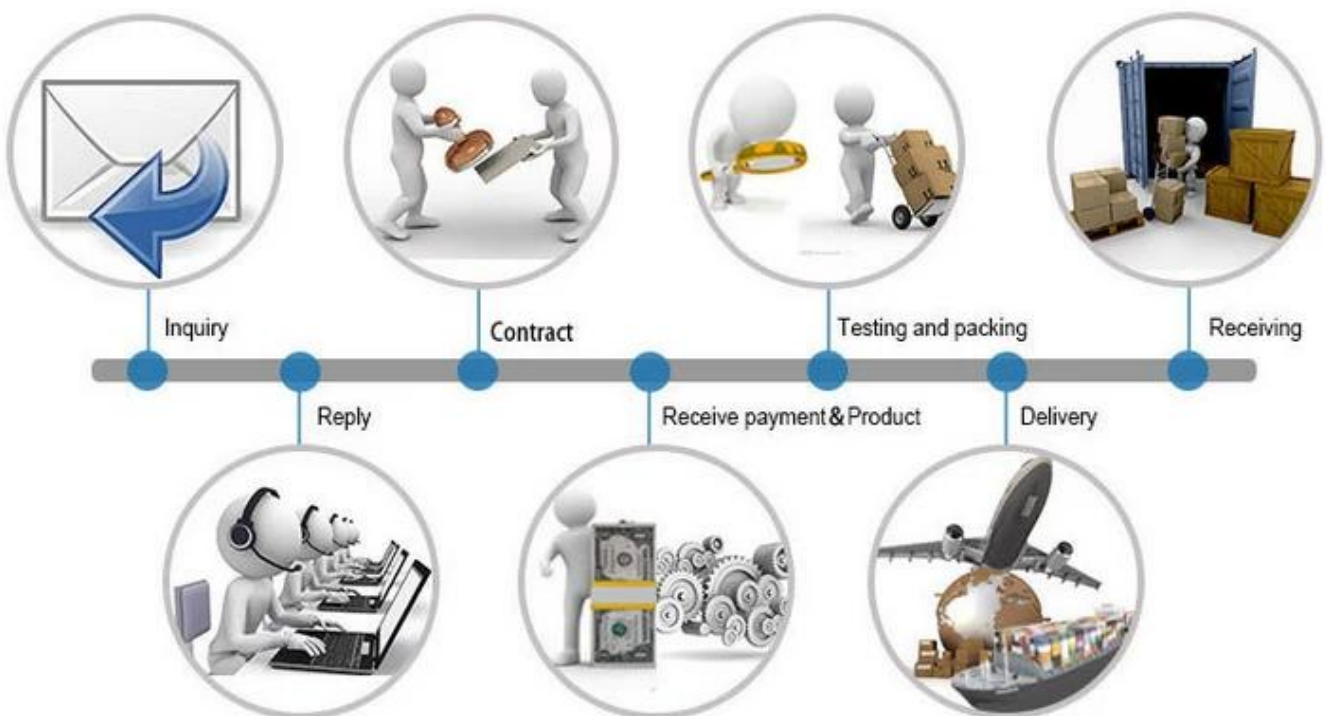 Inquiry
Reply
Contract
Receive payment&Product
Testing and packing
Delivery
Receiving